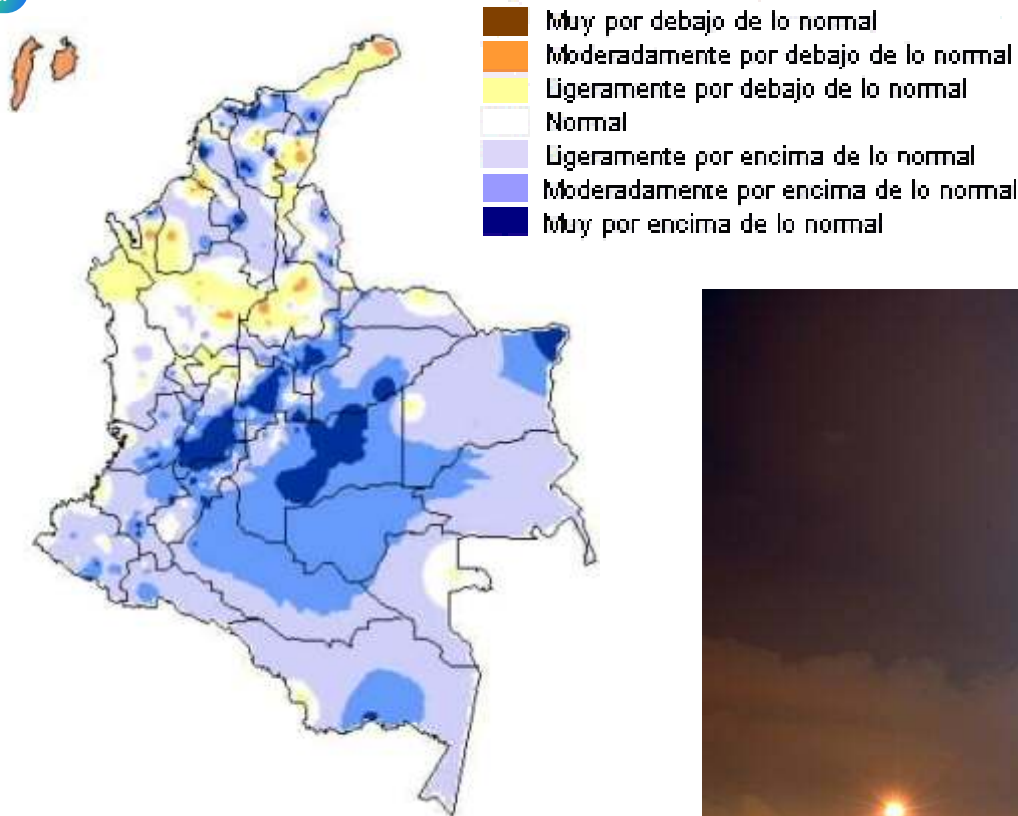 Muy por debajo de lo normal
Moderadamente por debajo de lo normal
Ligeramente por debajo de lo normal
Normal
Ligeramente por encima de lo normal
Moderadamente por encima de lo normal
Muy por encima de lo normal